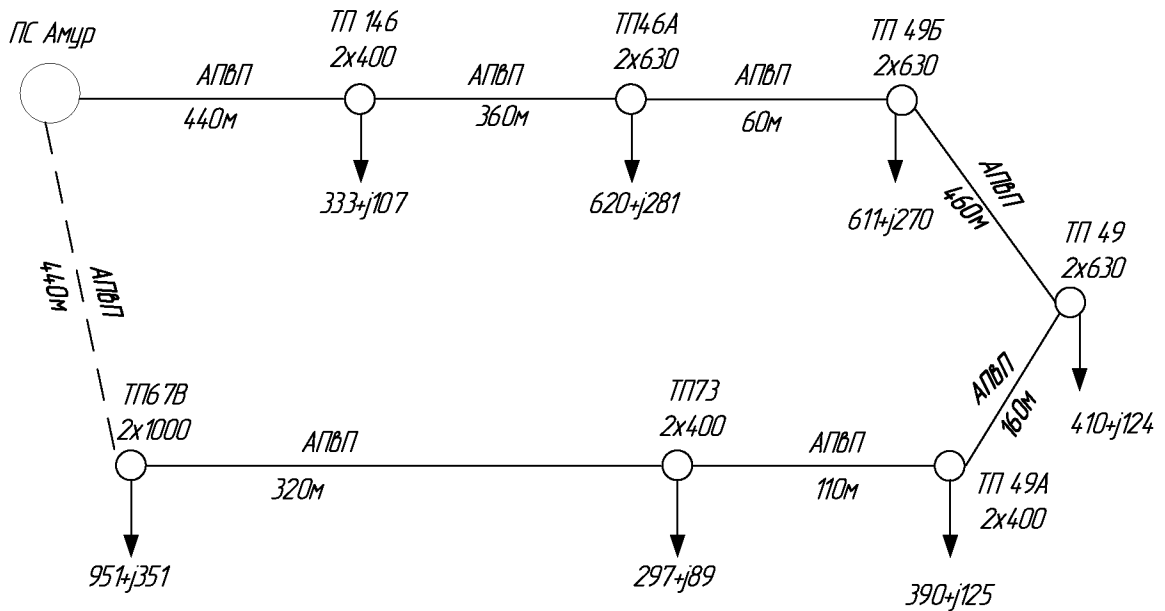 ПС Амур
ТП 146
2х400
ТП46А
2х630
ТП 49Б
2х630
АПвП
440м
АПвП
360м
АПвП
60м
333+j107
620+j281
611+j270
АПвП
460м
ТП 49
2х630
АПвП
440м
410+j124
АПвП
160м
ТП67В
2х1000
АПвП
320м
ТП73
2х400
АПвП
110м
ТП 49А
2х400
951+j351
297+j89
390+j125